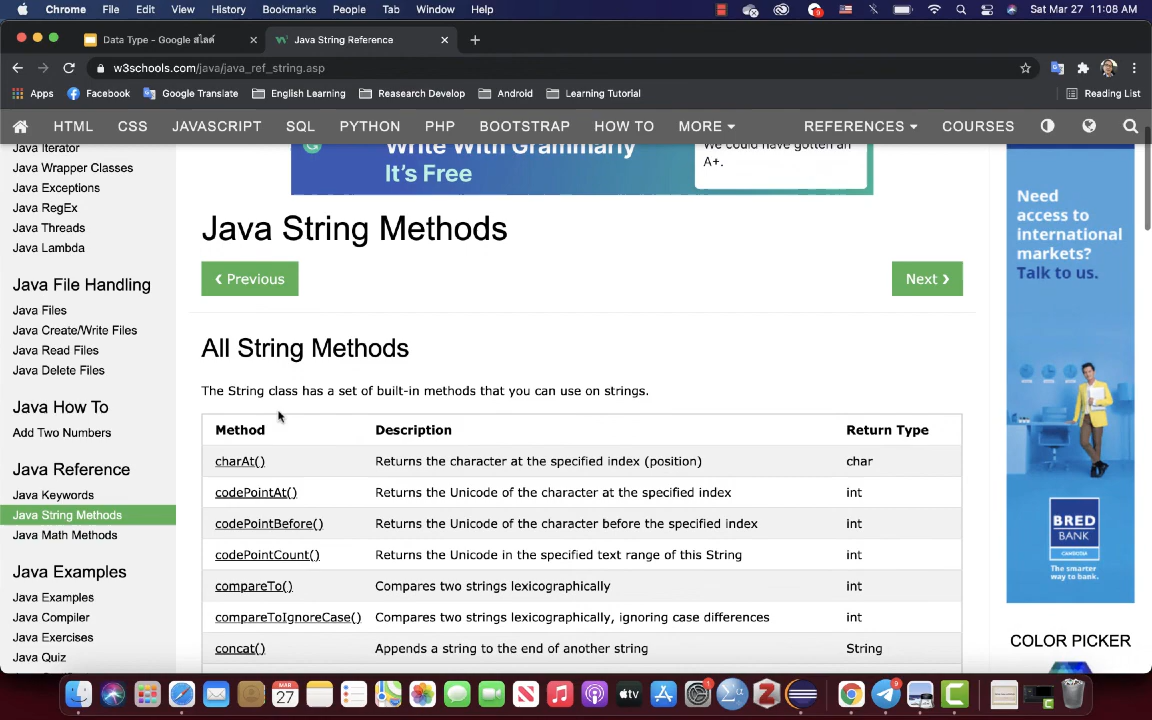 Chrome File Edit View History Bookmarks People Tab Window Help Sat Mar 27 11:08 AM
Data Type - Google สไลด์ Java String Reference
w3schools.com/java/java_ref_string.asp
Apps Facebook Google Translate English Learning Reasearch Develop Android Learning Tutorial Reading List
HTML CSS JAVASCRIPT SQL PYTHON PHP BOOTSTRAP HOW TO MORE REFERENCES COURSES
Java Iterator
Java Wrapper Classes
Java Exceptions
Java RegEx
Java Threads
Java Lambda
Java File Handling
Java Files
Java Create/Write Files
Java Read Files
Java Delete Files
Java How To
Add Two Numbers
Java Reference
Java Keywords
Java String Methods
Java Math Methods
Java Examples
Java Examples
Java Compiler
Java Exercises
Java Quiz
Write With Grammarly
It's Free
We could have gotten an
A+.
Java String Methods
❮ Previous
Next ❯
All String Methods
The String class has a set of built-in methods that you can use on strings.
Method Description Return Type
charAt() Returns the character at the specified index (position) char
codePointAt() Returns the Unicode of the character at the specified index int
codePointBefore() Returns the Unicode of the character before the specified index int
codePointCount() Returns the Unicode in the specified text range of this String int
compareTo() Compares two strings lexicographically int
compareToIgnoreCase() Compares two strings lexicographically, ignoring case differences int
concat() Appends a string to the end of another string String
Need
access to
international
markets?
Talk to us.
BRED
BANK
CAMBODIA
The smarter
way to bank.
COLOR PICKER
MAR
27
tv